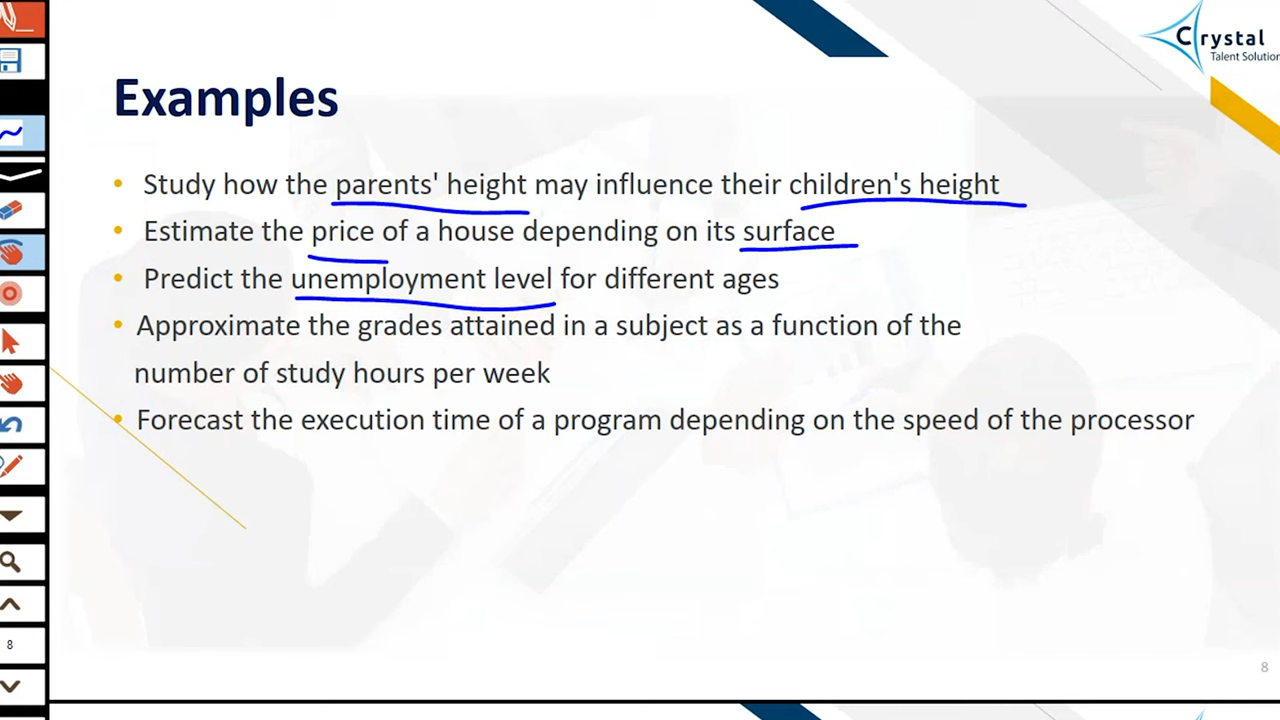 Crystal
Talent Solution
Examples
• Study how the parents' height may influence their children's height
• Estimate the price of a house depending on its surface
• Predict the unemployment level for different ages
• Approximate the grades attained in a subject as a function of the
number of study hours per week
• Forecast the execution time of a program depending on the speed of the processor
8
8